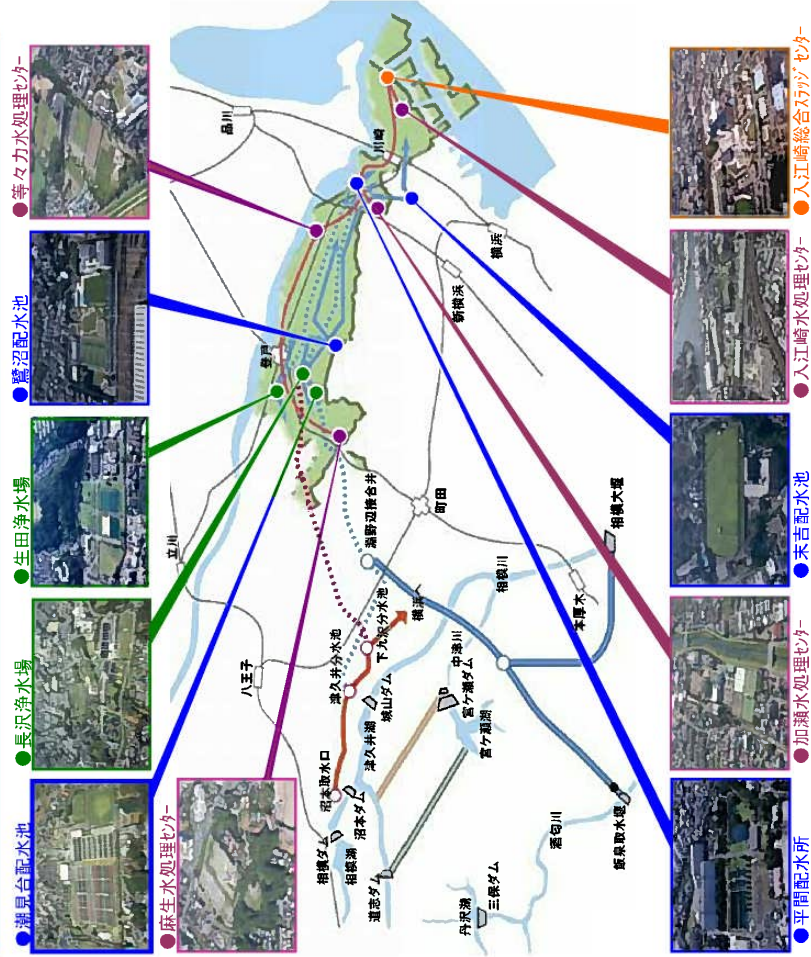 ●潮見台配水池
●長沢浄水場
●生田浄水場
●鷺沼配水池
●等々力水処理センター
●麻生水処理センター
立川
品川
八王子
登戸
川崎
沼本取水口
津久井分水池
相模ダム
相模湖
沼本ダム
津久井湖
城山ダム
下九沢分水池
淵野辺接合井
道志ダム
横浜へ
町田
新横浜
横浜
中津川
宮ケ瀬ダム
宮ケ瀬湖
相模川
丹沢湖
三保ダム
酒匂川
本厚木
飯泉取水堰
相模大堰
●平間配水所
●加瀬水処理センター
●末吉配水池
●入江崎水処理センター
●入江崎総合ｽﾗｯｼﾞセンター